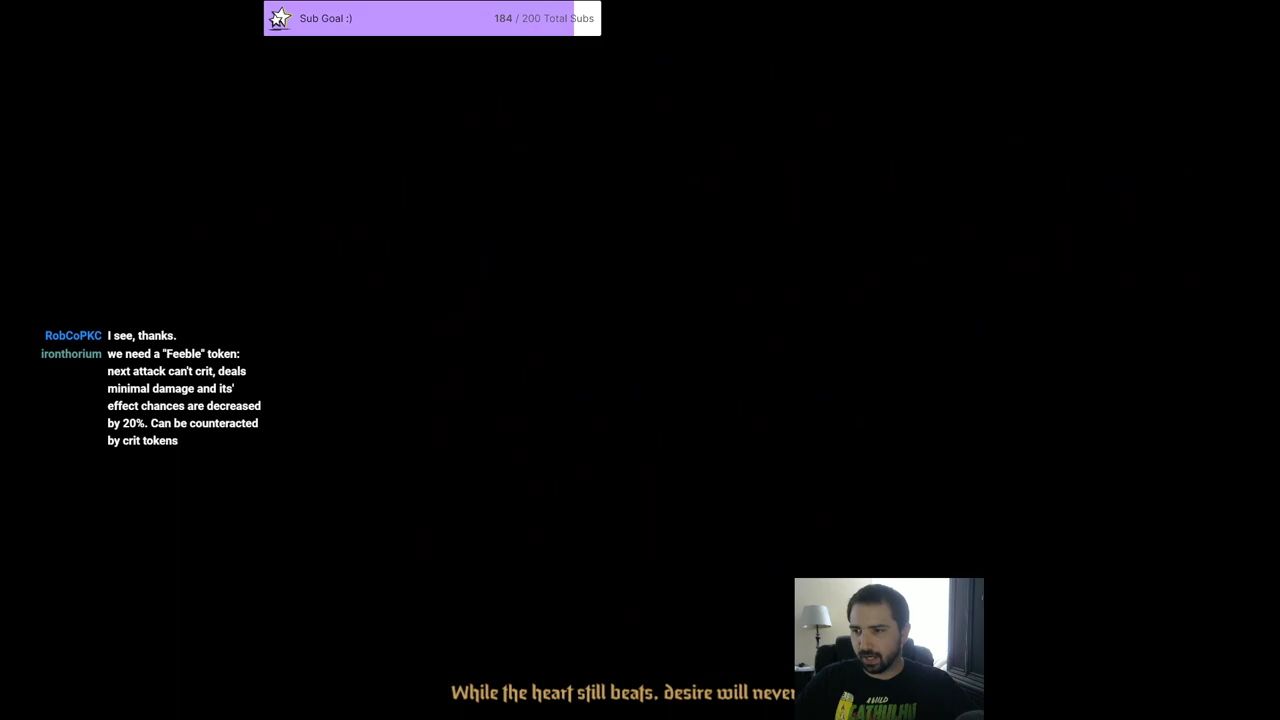 Sub Goal :)
184 / 200 Total Subs
RobCoPKC I see, thanks.
ironthorium we need a "Feeble" token:
next attack can't crit, deals
minimal damage and its'
effect chances are decreased
by 20%. Can be counteracted
by crit tokens
While the heart still beats, desire will never
A WILD
CATHULHU